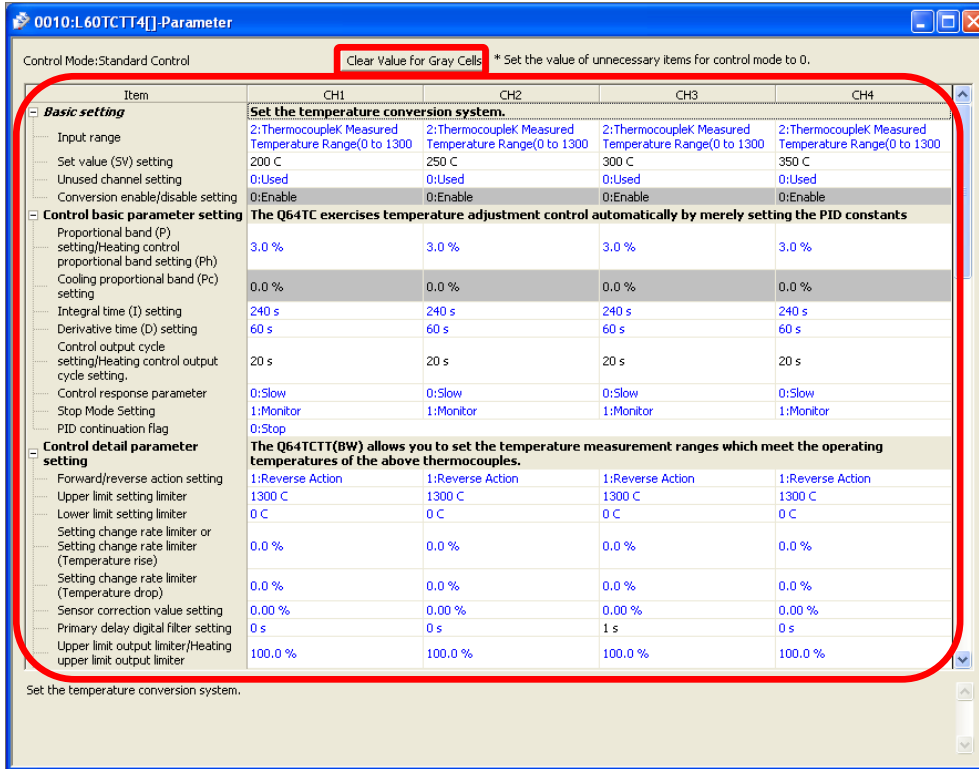 0010:L60TCTT4[]-Parameter
Control Mode:Standard Control
Clear Value for Gray Cells
* Set the value of unnecessary items for control mode to 0.
Item CH1 CH2 CH3 CH4
Basic setting Set the temperature conversion system.
Input range 2:ThermocoupleK Measured Temperature Range(0 to 1300 2:ThermocoupleK Measured Temperature Range(0 to 1300 2:ThermocoupleK Measured Temperature Range(0 to 1300 2:ThermocoupleK Measured Temperature Range(0 to 1300
Set value (SV) setting 200 C 250 C 300 C 350 C
Unused channel setting 0:Used 0:Used 0:Used 0:Used
Conversion enable/disable setting 0:Enable 0:Enable 0:Enable 0:Enable
Control basic parameter setting The Q64TC exercises temperature adjustment control automatically by merely setting the PID constants
Proportional band (P) setting/Heating control proportional band setting (Ph) 3.0 % 3.0 % 3.0 % 3.0 %
Cooling proportional band (Pc) setting 0.0 % 0.0 % 0.0 % 0.0 %
Integral time (I) setting 240 s 240 s 240 s 240 s
Derivative time (D) setting 60 s 60 s 60 s 60 s
Control output cycle setting/Heating control output cycle setting. 20 s 20 s 20 s 20 s
Control response parameter 0:Slow 0:Slow 0:Slow 0:Slow
Stop Mode Setting 1:Monitor 1:Monitor 1:Monitor 1:Monitor
PID continuation flag 0:Stop
Control detail parameter setting The Q64TCTT(BW) allows you to set the temperature measurement ranges which meet the operating temperatures of the above thermocouples.
Forward/reverse action setting 1:Reverse Action 1:Reverse Action 1:Reverse Action 1:Reverse Action
Upper limit setting limiter 1300 C 1300 C 1300 C 1300 C
Lower limit setting limiter 0 C 0 C 0 C 0 C
Setting change rate limiter or Setting change rate limiter (Temperature rise) 0.0 % 0.0 % 0.0 % 0.0 %
Setting change rate limiter (Temperature drop) 0.0 % 0.0 % 0.0 % 0.0 %
Sensor correction value setting 0.00 % 0.00 % 0.00 % 0.00 %
Primary delay digital filter setting 0 s 0 s 1 s 0 s
Upper limit output limiter/Heating upper limit output limiter 100.0 % 100.0 % 100.0 % 100.0 %
Set the temperature conversion system.